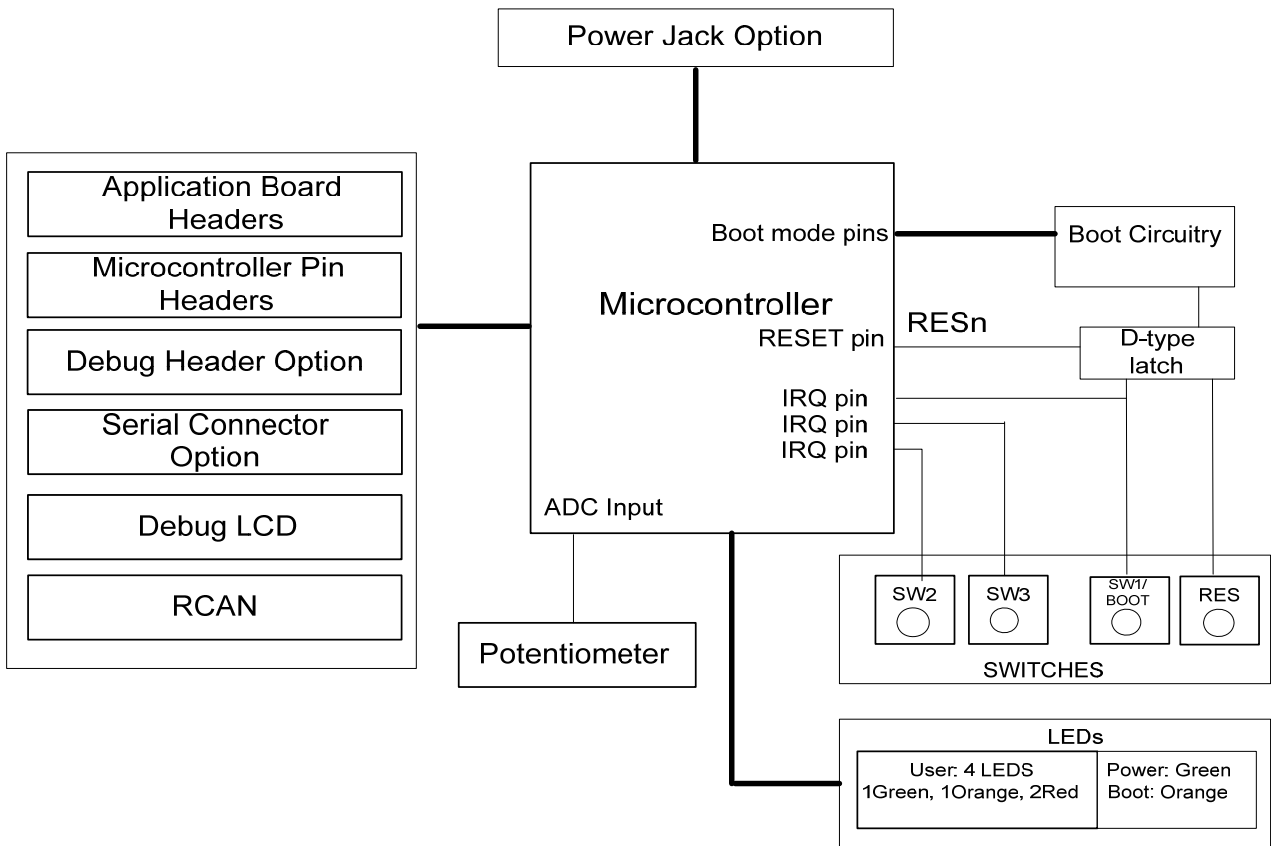 Power Jack Option
Application Board
Headers
Microcontroller Pin
Headers
Debug Header Option
Serial Connector
Option
Debug LCD
RCAN
Boot mode pins
Microcontroller
RESET pin
IRQ pin
IRQ pin
IRQ pin
ADC Input
RESn
Boot Circuitry
D-type
latch
Potentiometer
SW2
SW3
SW1/
BOOT
RES
SWITCHES
LEDs
User: 4 LEDS
1Green, 1Orange, 2Red
Power: Green
Boot: Orange